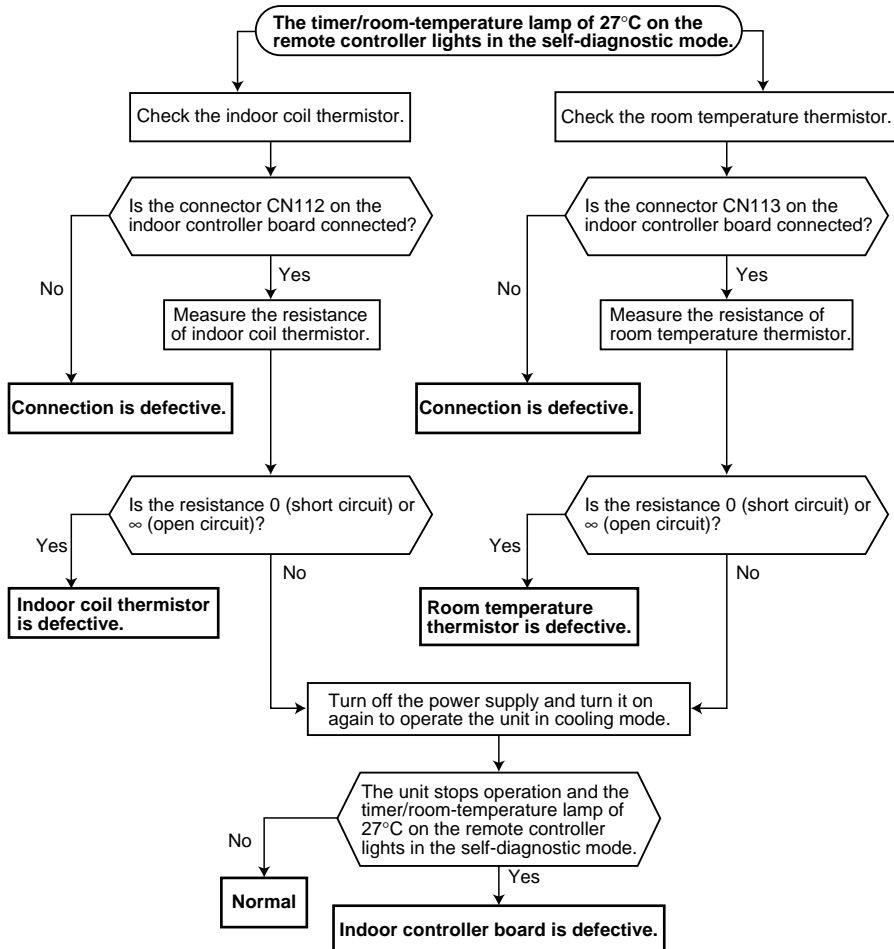 The timer/room-temperature lamp of 27°C on the
remote controller lights in the self-diagnostic mode.
Check the indoor coil thermistor.
Check the room temperature thermistor.
Is the connector CN112 on the
indoor controller board connected?
Is the connector CN113 on the
indoor controller board connected?
No
Yes
No
Yes
Measure the resistance
of indoor coil thermistor.
Measure the resistance of
room temperature thermistor.
Connection is defective.
Connection is defective.
Is the resistance 0 (short circuit) or
∞ (open circuit)?
Is the resistance 0 (short circuit) or
∞ (open circuit)?
Yes
No
Yes
No
Indoor coil thermistor
is defective.
Room temperature
thermistor is defective.
Turn off the power supply and turn it on
again to operate the unit in cooling mode.
The unit stops operation and the
timer/room-temperature lamp of
27°C on the remote controller
lights in the self-diagnostic mode.
No
Yes
Normal
Indoor controller board is defective.